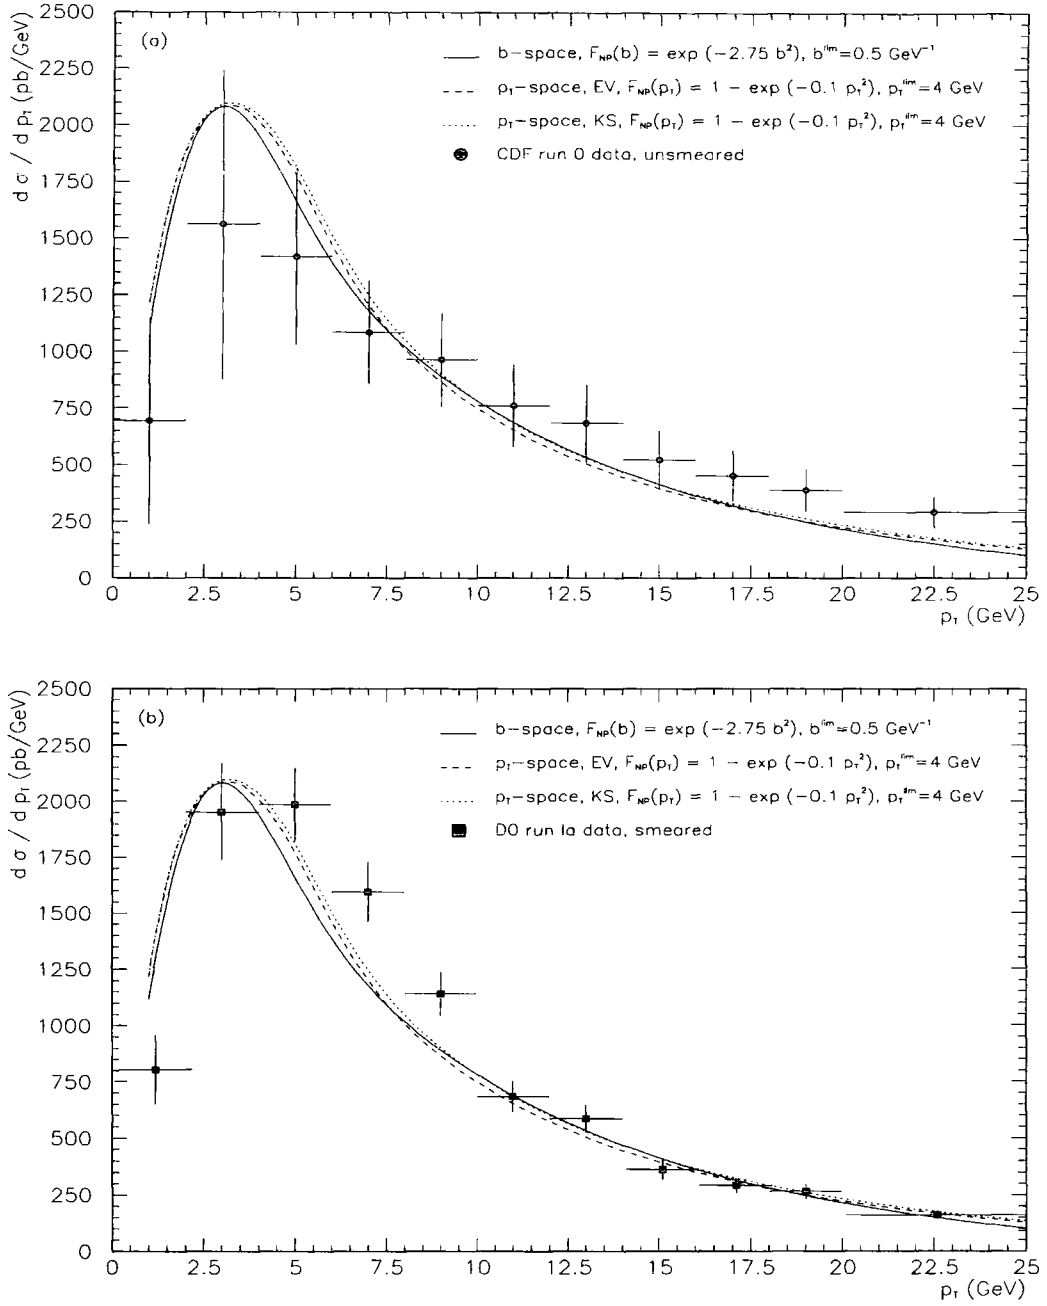 (a)
b-space, F_NP(b) = exp (-2.75 b²), b^lim=0.5 GeV⁻¹
p_T-space, EV, F̃_NP(p_T) = 1 - exp (-0.1 p_T²), p_T^lim=4 GeV
p_T-space, KS, F̃_NP(p_T) = 1 - exp (-0.1 p_T²), p_T^lim=4 GeV
CDF run 0 data, unsmeared
dσ / dp_T (pb/GeV)
2500
2250
2000
1750
1500
1250
1000
750
500
250
0
0 2.5 5 7.5 10 12.5 15 17.5 20 22.5 25
p_T (GeV)
(b)
b-space, F_NP(b) = exp (-2.75 b²), b^lim=0.5 GeV⁻¹
p_T-space, EV, F̃_NP(p_T) = 1 - exp (-0.1 p_T²), p_T^lim=4 GeV
p_T-space, KS, F̃_NP(p_T) = 1 - exp (-0.1 p_T²), p_T^lim=4 GeV
D0 run Ia data, smeared
dσ / dp_T (pb/GeV)
2500
2250
2000
1750
1500
1250
1000
750
500
250
0
0 2.5 5 7.5 10 12.5 15 17.5 20 22.5 25
p_T (GeV)